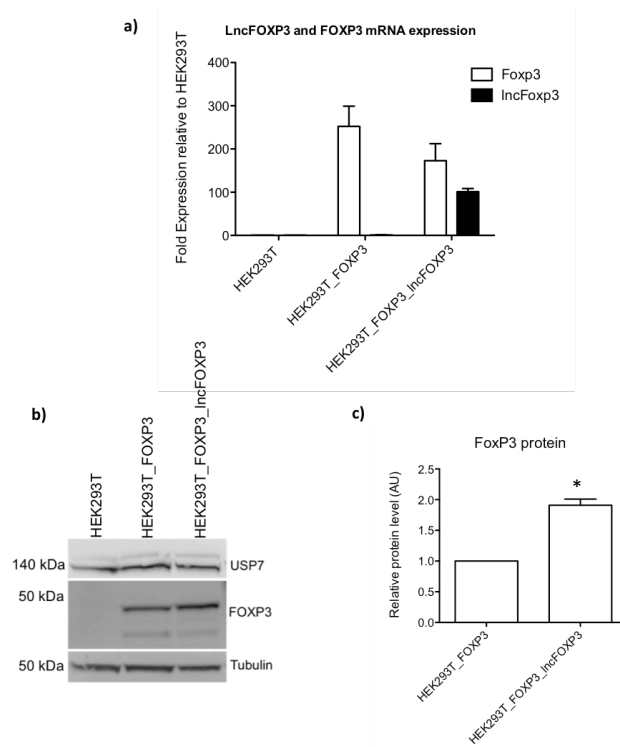 a)
LncFOXP3 and FOXP3 mRNA expression
Fold Expression relative to HEK293T
400
300
200
100
0
Foxp3
lncFoxp3
HEK293T
HEK293T_FOXP3
HEK293T_FOXP3_lncFOXP3
b)
HEK293T
HEK293T_FOXP3
HEK293T_FOXP3_lncFOXP3
140 kDa
USP7
50 kDa
FOXP3
50 kDa
Tubulin
c)
FoxP3 protein
Relative protein level (AU)
2.5
2.0
1.5
1.0
0.5
0.0
*
HEK293T_FOXP3
HEK293T_FOXP3_lncFOXP3